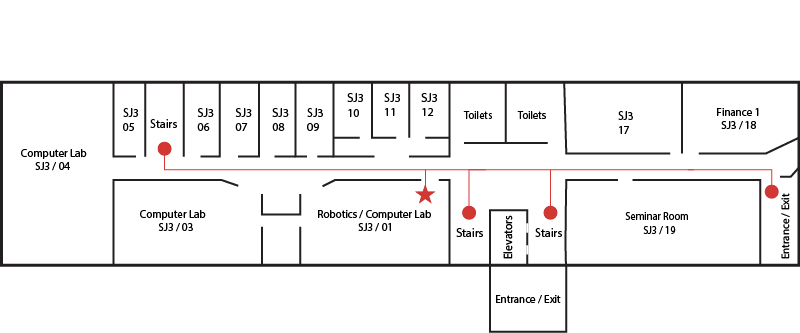 SJ3
05
Stairs
SJ3
06
SJ3
07
SJ3
08
SJ3
09
SJ3
10
SJ3
11
SJ3
12
Toilets
Toilets
SJ3
17
Finance 1
SJ3 / 18
Computer Lab
SJ3 / 04
Computer Lab
SJ3 / 03
Robotics / Computer Lab
SJ3 / 01
Stairs
Elevators
Stairs
Seminar Room
SJ3 / 19
Entrance / Exit
Entrance / Exit